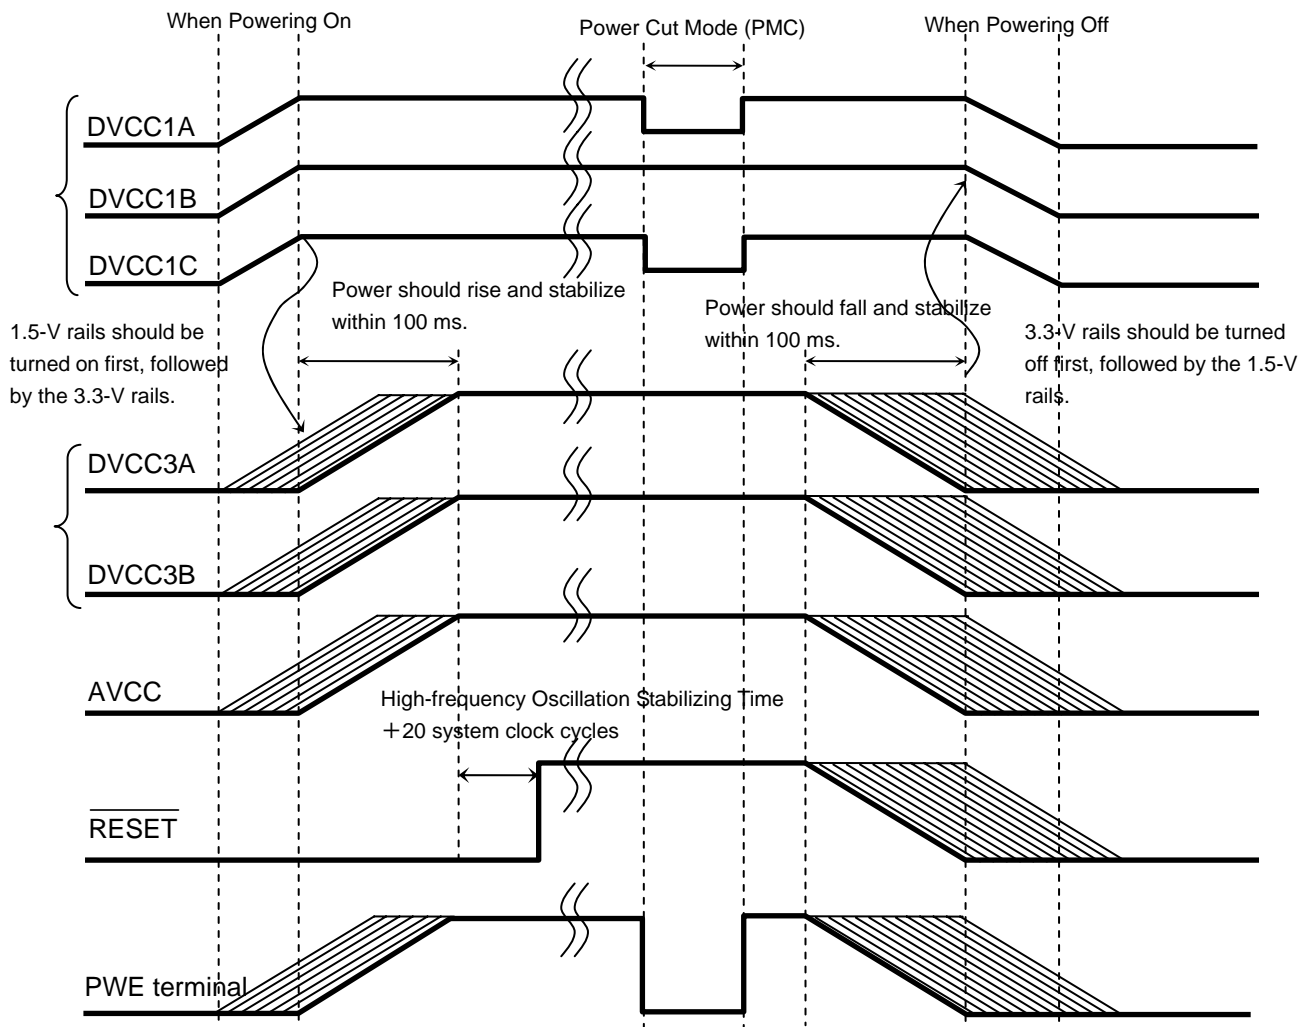 When Powering On
Power Cut Mode (PMC)
When Powering Off
DVCC1A
DVCC1B
DVCC1C
Power should rise and stabilize
within 100 ms.
Power should fall and stabilize
within 100 ms.
1.5-V rails should be
turned on first, followed
by the 3.3-V rails.
3.3-V rails should be turned
off first, followed by the 1.5-V
rails.
DVCC3A
DVCC3B
AVCC
High-frequency Oscillation Stabilizing Time
+20 system clock cycles
RESET
PWE terminal